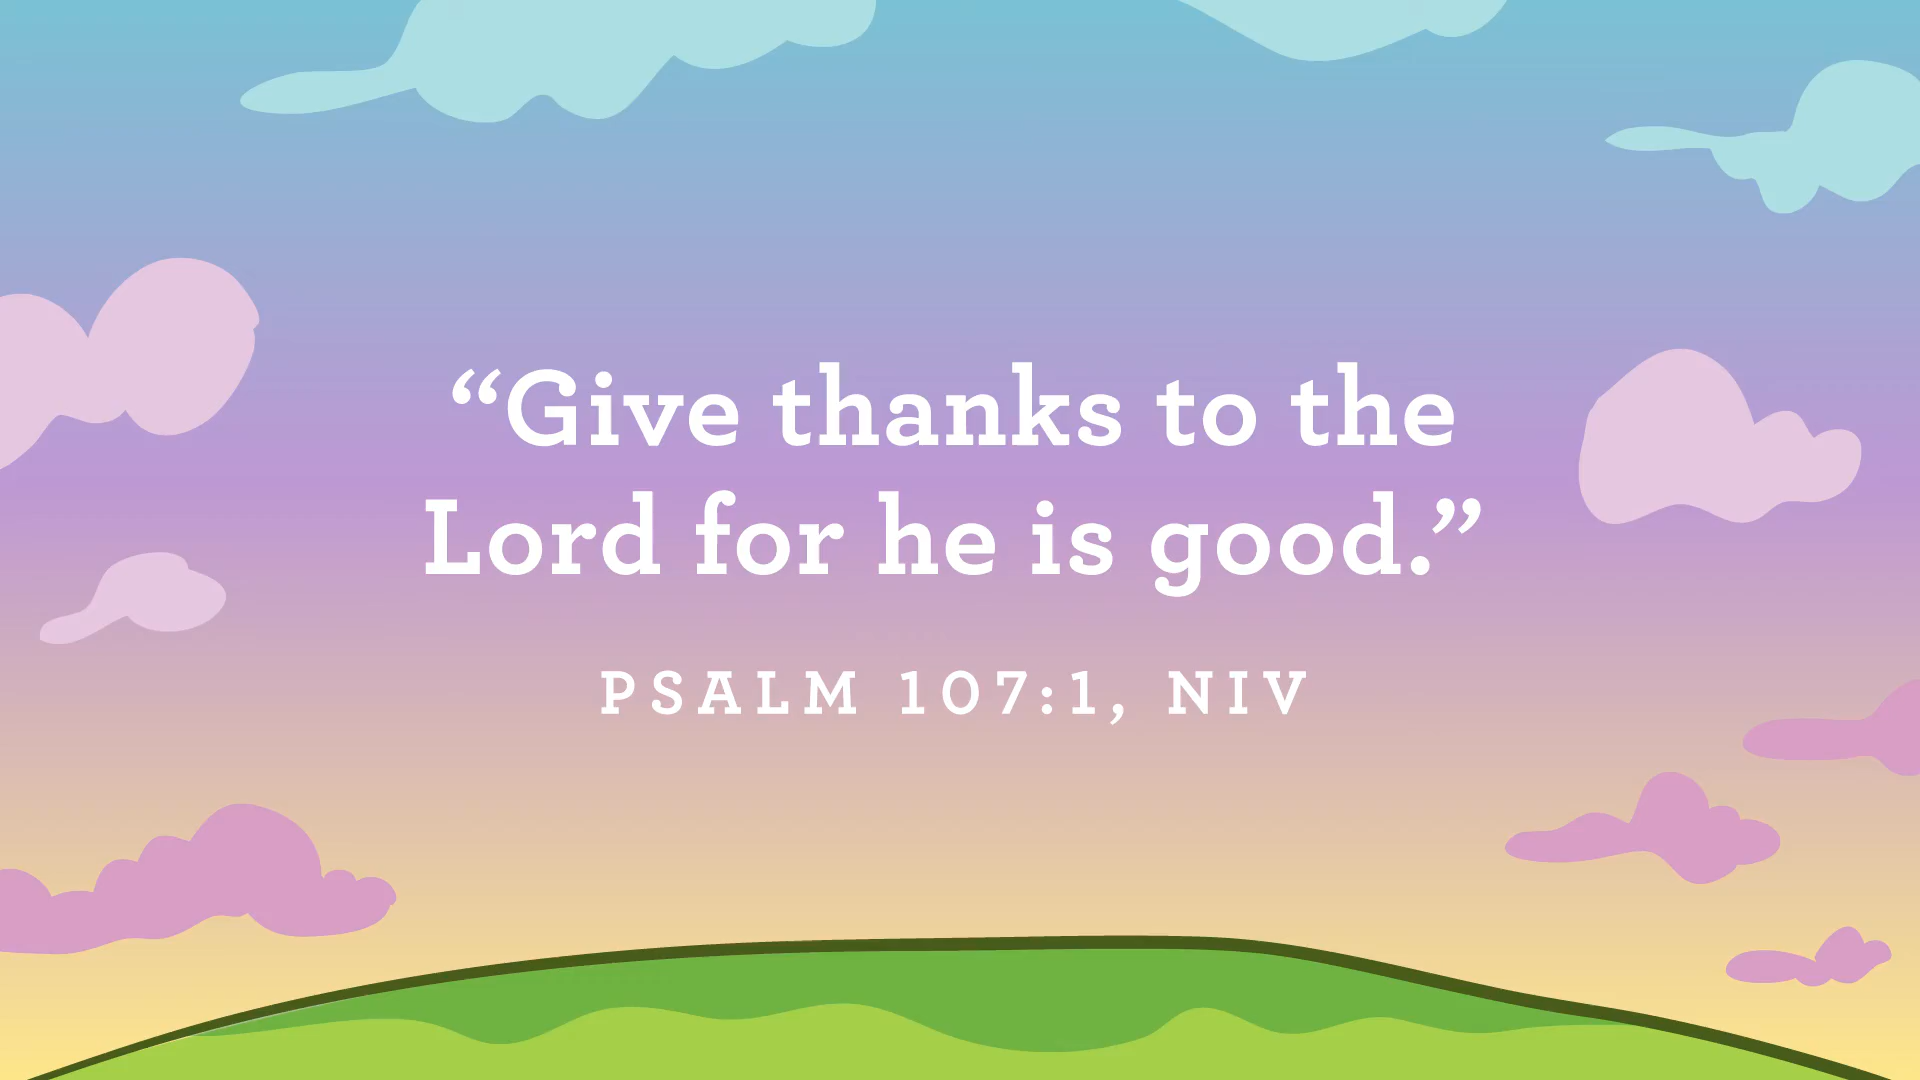 “Give thanks to the
Lord for he is good.”
PSALM 107:1, NIV